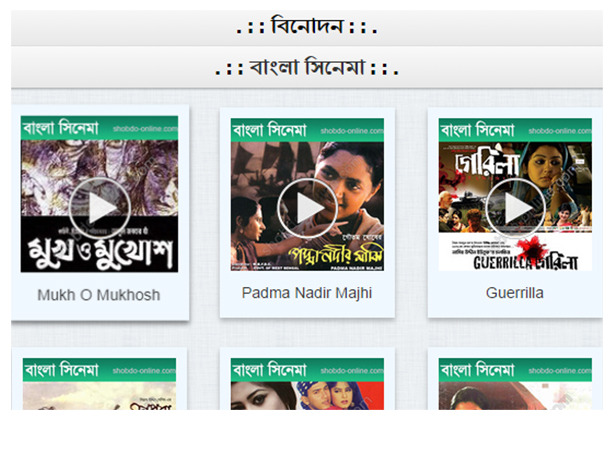 . : : বিনোদন : : .
. : : বাংলা সিনেমা : : .
বাংলা সিনেমা shobdo-online.com
মুখ ও মুখোশ
Mukh O Mukhosh
বাংলা সিনেমা shobdo-online.com
গৌতম ঘোষের
পদ্মা নদীর মাঝি
PADMA NADIR MAJHI
Padma Nadir Majhi
বাংলা সিনেমা shobdo-online.com
গেরিলা
GUERRILLA গেরিলা
Guerrilla
বাংলা সিনেমা shobdo-online.com
বাংলা সিনেমা shobdo-online.com
বাংলা সিনেমা shobdo-online.com